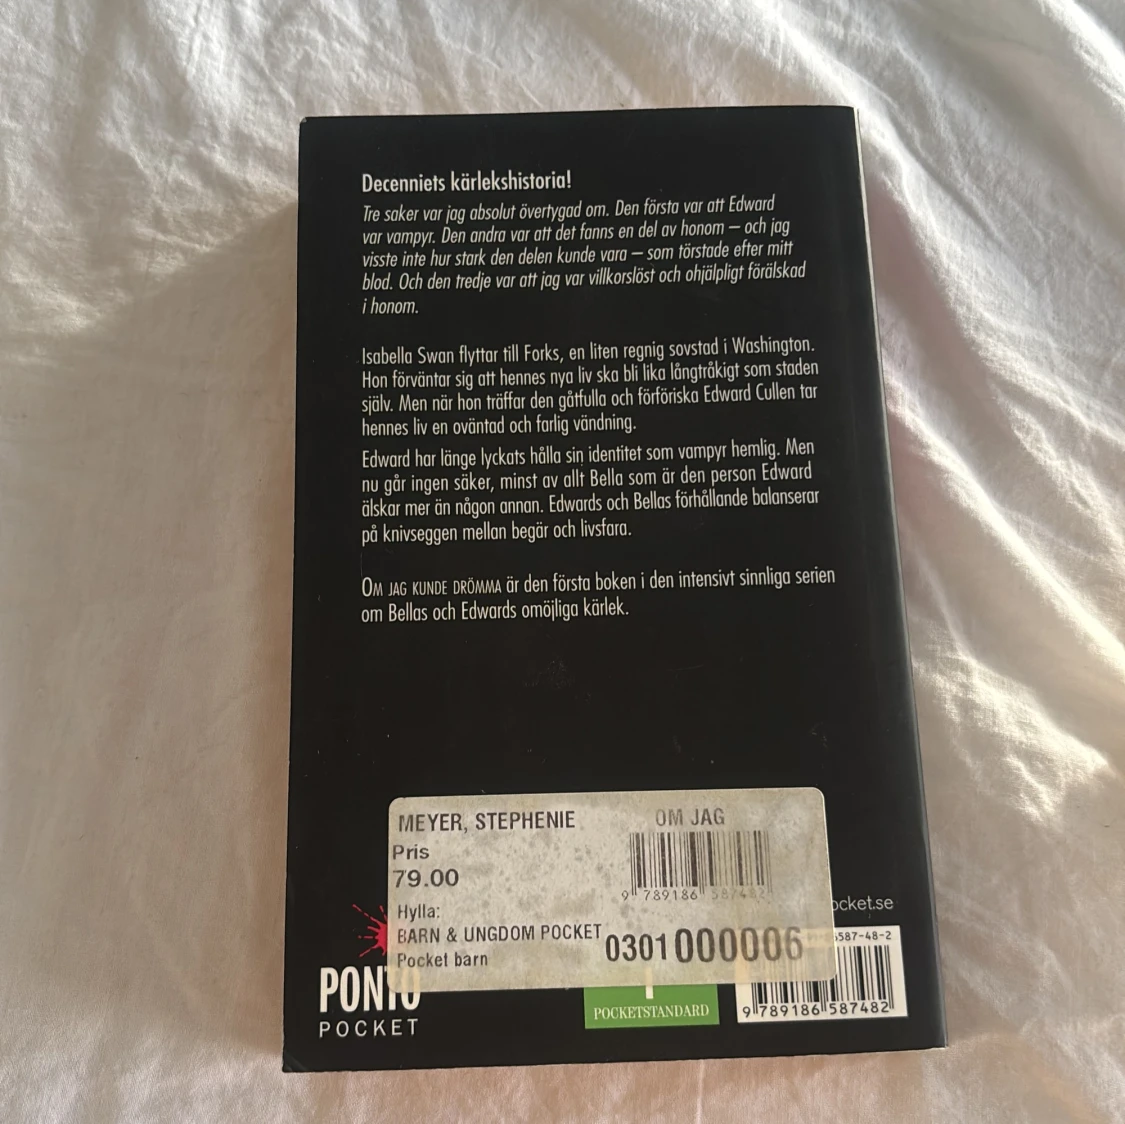 Decenniets kärlekshistoria!
Tre saker var jag absolut övertygad om. Den första var att Edward
var vampyr. Den andra var att det fanns en del av honom – och jag
visste inte hur stark den delen kunde vara – som törstade efter mitt
blod. Och den tredje var att jag var villkorslöst och ohjälpligt förälskad
i honom.
Isabella Swan flyttar till Forks, en liten regnig sovstad i Washington.
Hon förväntar sig att hennes nya liv ska bli lika långtråkigt som staden
själv. Men när hon träffar den gåtfulla och förföriska Edward Cullen tar
hennes liv en oväntad och farlig vändning.
Edward har länge lyckats hålla sin identitet som vampyr hemlig. Men
nu går ingen säker, minst av allt Bella som är den person Edward
älskar mer än någon annan. Edwards och Bellas förhållande balanserar
på knivseggen mellan begär och livsfara.
OM JAG KUNDE DRÖMMA är den första boken i den intensivt sinnliga serien
om Bellas och Edwards omöjliga kärlek.
MEYER, STEPHENIE OM JAG
Pris
79.00
9 789186 587482
Hylla:
BARN & UNGDOM POCKET
Pocket barn
0301000006
ocket.se
587-48-2
PONTO
POCKET
POCKETSTANDARD
9 789186 587482